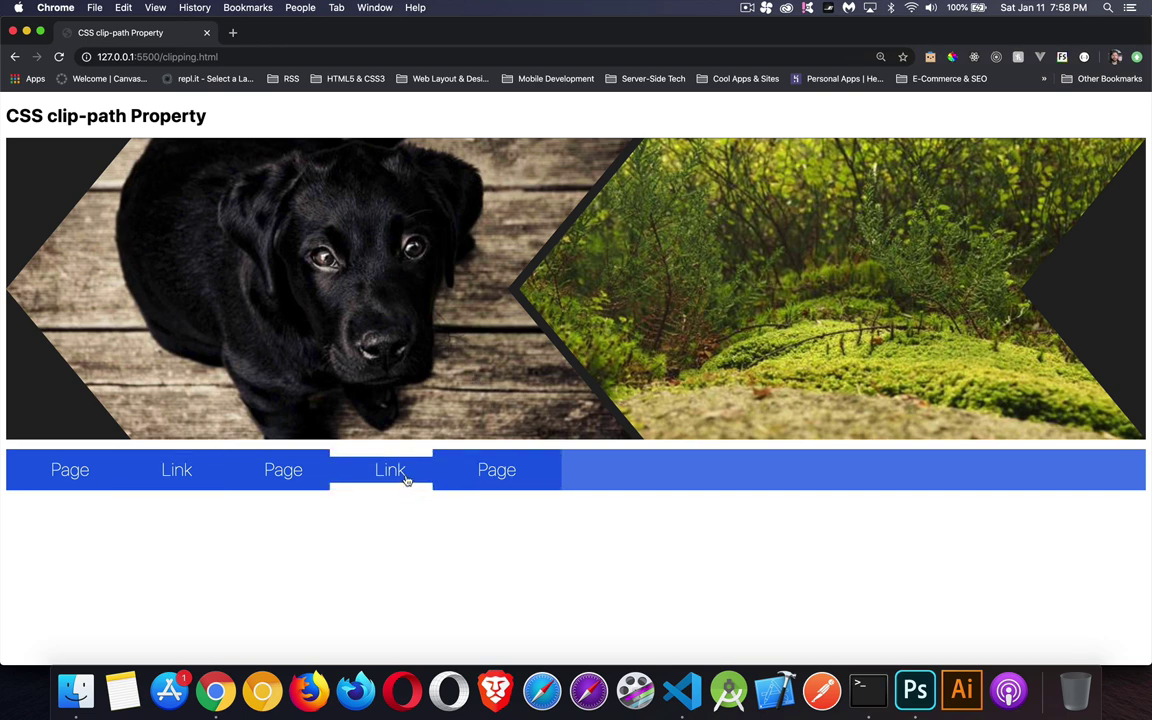 Chrome File Edit View History Bookmarks People Tab Window Help 100% Sat Jan 11 7:58 PM
CSS clip-path Property
127.0.0.1:5500/clipping.html
Apps Welcome | Canvas... repl.it - Select a La... RSS HTML5 & CSS3 Web Layout & Desi... Mobile Development Server-Side Tech Cool Apps & Sites Personal Apps | He... E-Commerce & SEO » Other Bookmarks
CSS clip-path Property
Page Link Page Link Page
1
>_ Ps Ai